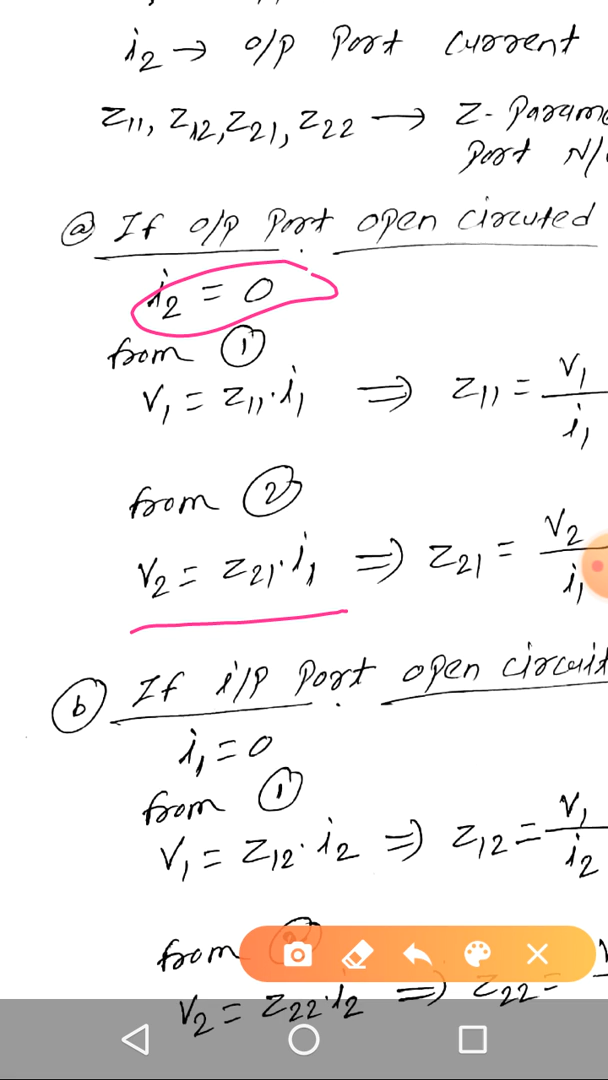 i2 → o/p Port Current
Z11, Z12, Z21, Z22 → Z-Parame
Port N/
(a) If o/p Port open circuted
i2 = 0
from (1)
V1 = Z11·i1 ⇒ Z11 = V1/i1
from (2)
V2 = Z21·i1 ⇒ Z21 = V2/i1
(b) If i/p Port open circuit
i1 = 0
from (1)
V1 = Z12·i2 ⇒ Z12 = V1/i2
from
V2 = Z22·i2 ⇒ Z22 =